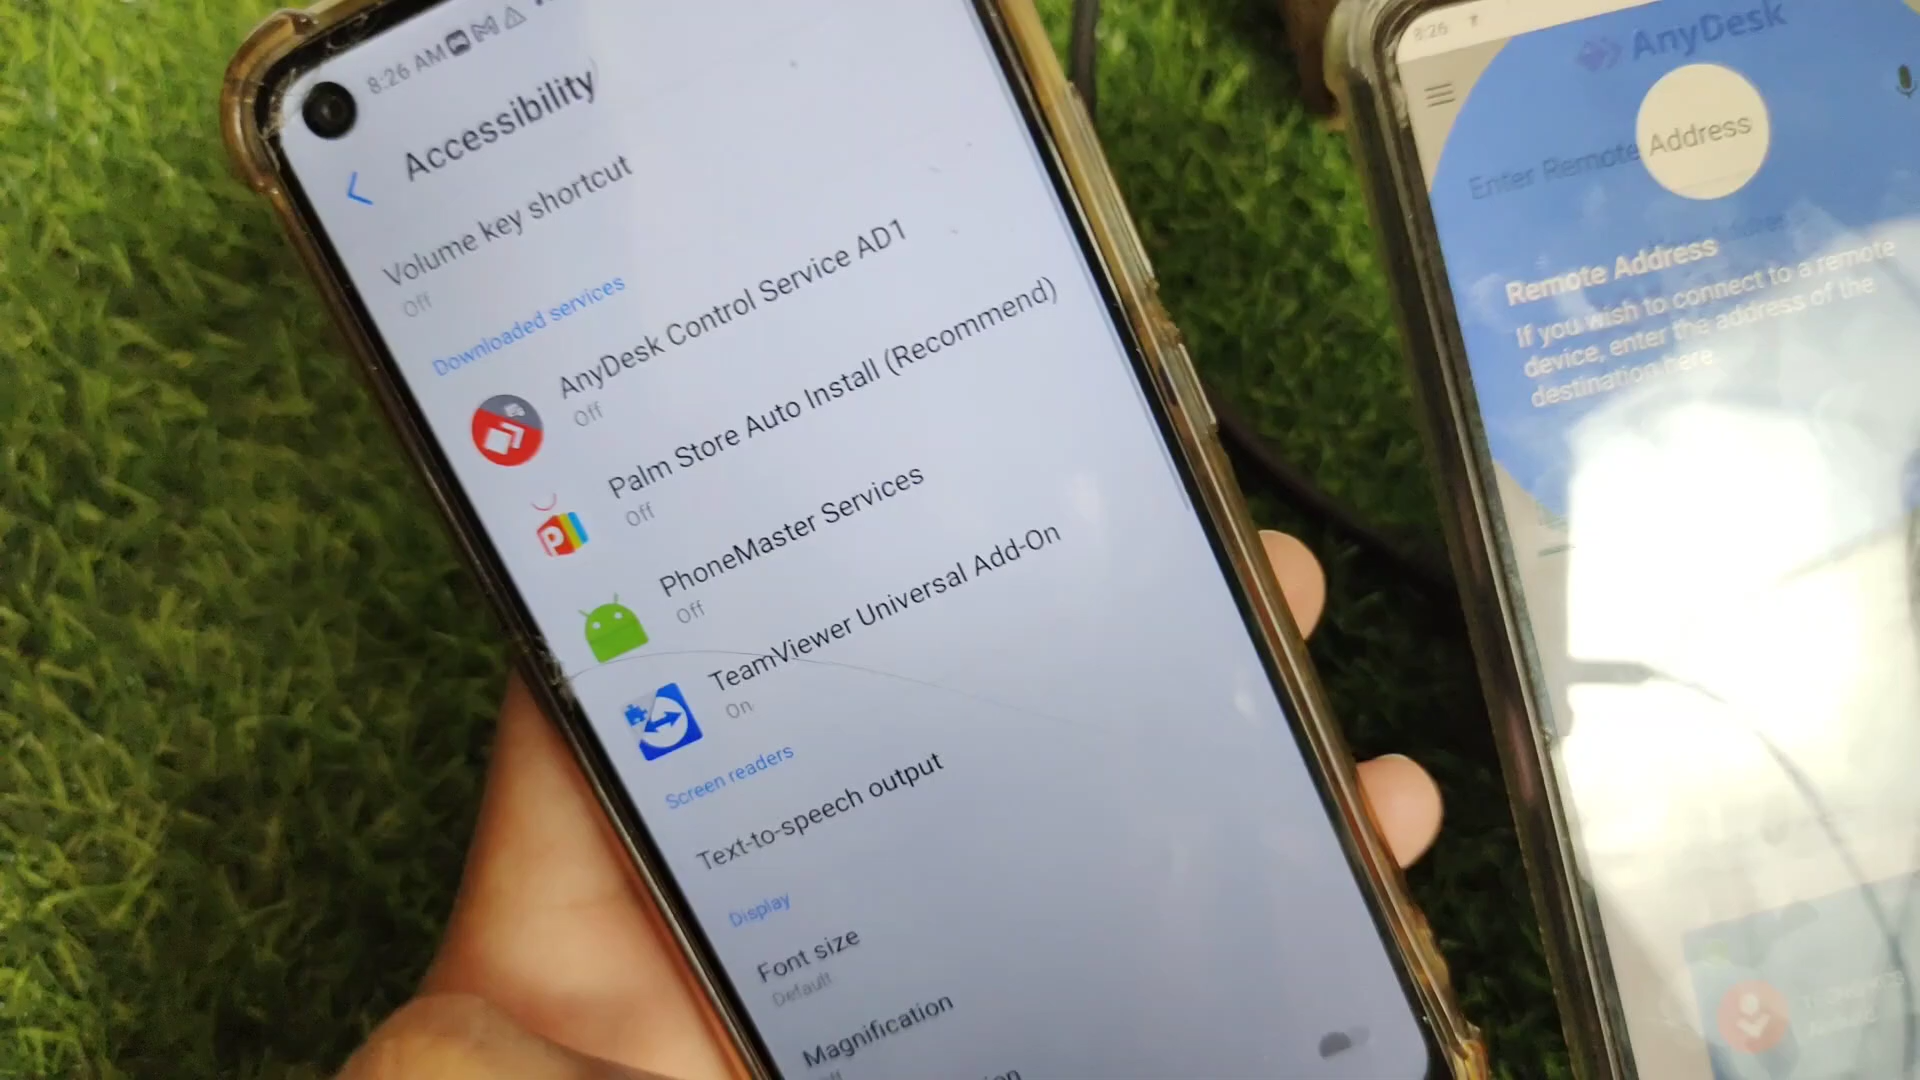 8:26 AM
Accessibility
Volume key shortcut
Off
Downloaded services
AnyDesk Control Service AD1
Off
Palm Store Auto Install (Recommend)
Off
PhoneMaster Services
Off
TeamViewer Universal Add-On
On
Screen readers
Text-to-speech output
Display
Font size
Default
Magnification
8:26
AnyDesk
Enter Remote Address
Remote Address
If you wish to connect to a remote
device, enter the address of the
destination here